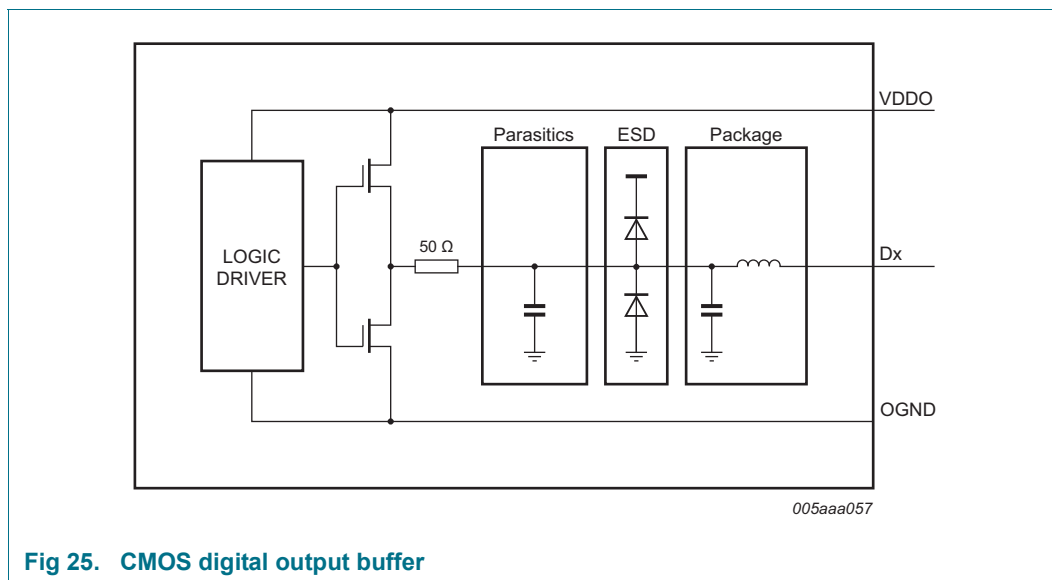 VDDO
Parasitics
ESD
Package
LOGIC
DRIVER
50 Ω
Dx
OGND
005aaa057
Fig 25. CMOS digital output buffer